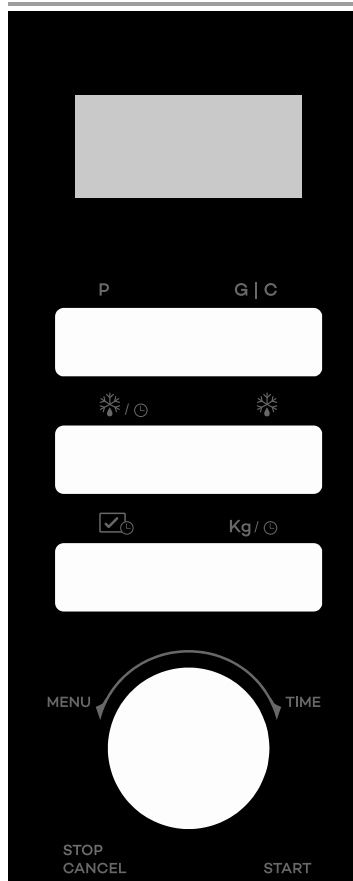 P G | C
/
Kg /
MENU TIME
STOP
CANCEL START